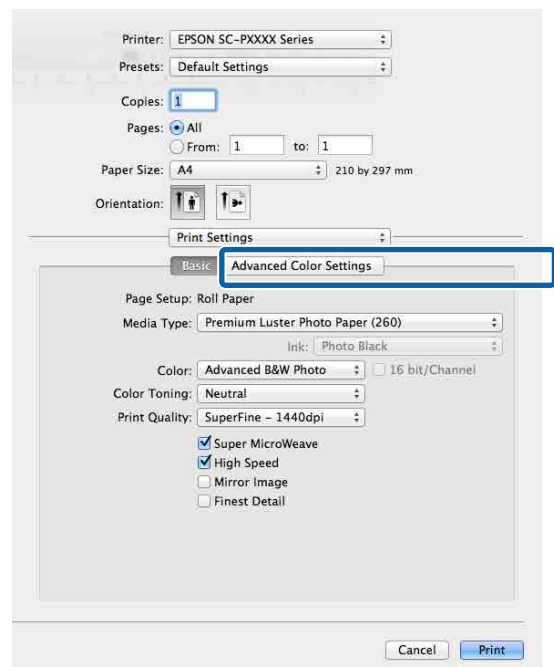 Printer: EPSON SC-PXXXX Series
Presets: Default Settings
Copies: 1
Pages: All
From: 1 to: 1
Paper Size: A4 210 by 297 mm
Orientation:
Print Settings
Basic Advanced Color Settings
Page Setup: Roll Paper
Media Type: Premium Luster Photo Paper (260)
Ink: Photo Black
Color: Advanced B&W Photo 16 bit/Channel
Color Toning: Neutral
Print Quality: SuperFine - 1440dpi
Super MicroWeave
High Speed
Mirror Image
Finest Detail
Cancel Print